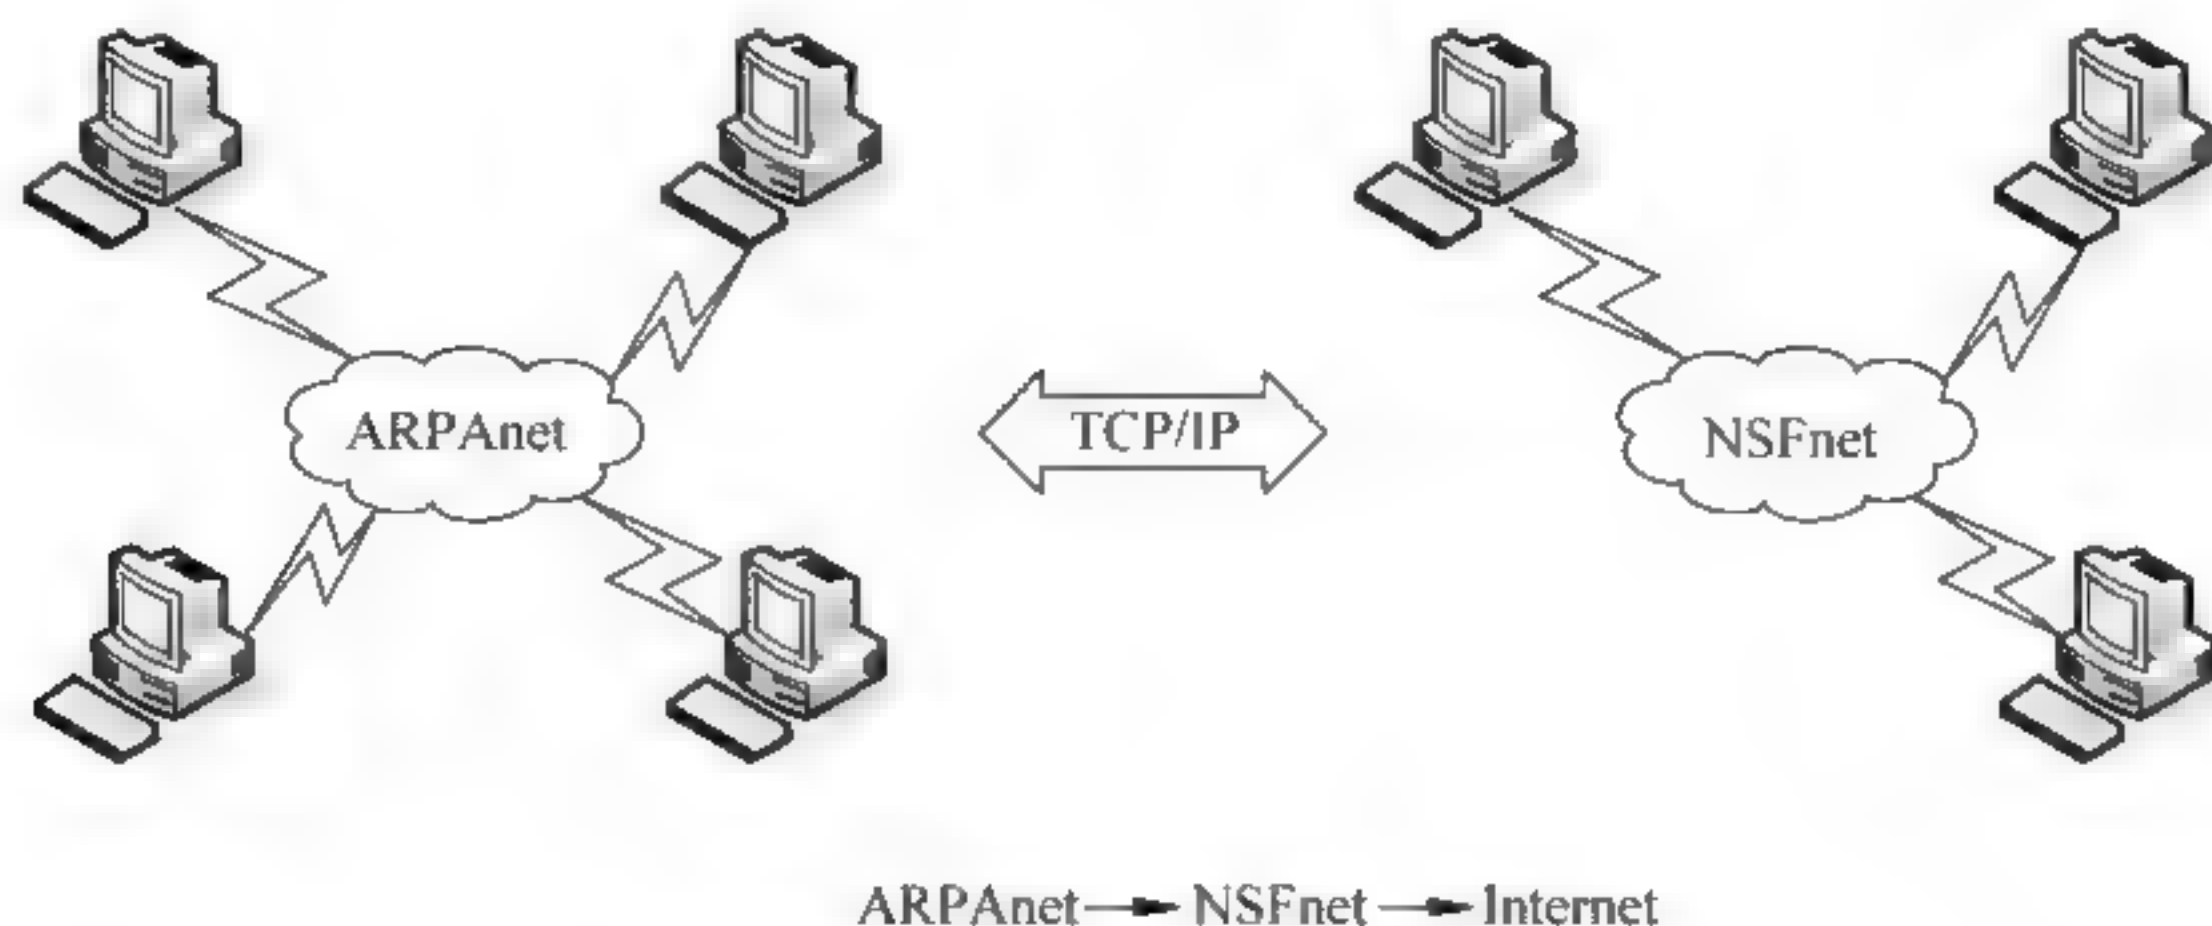 ARPAnet
TCP/IP
NSFnet
ARPAnet → NSFnet → Internet